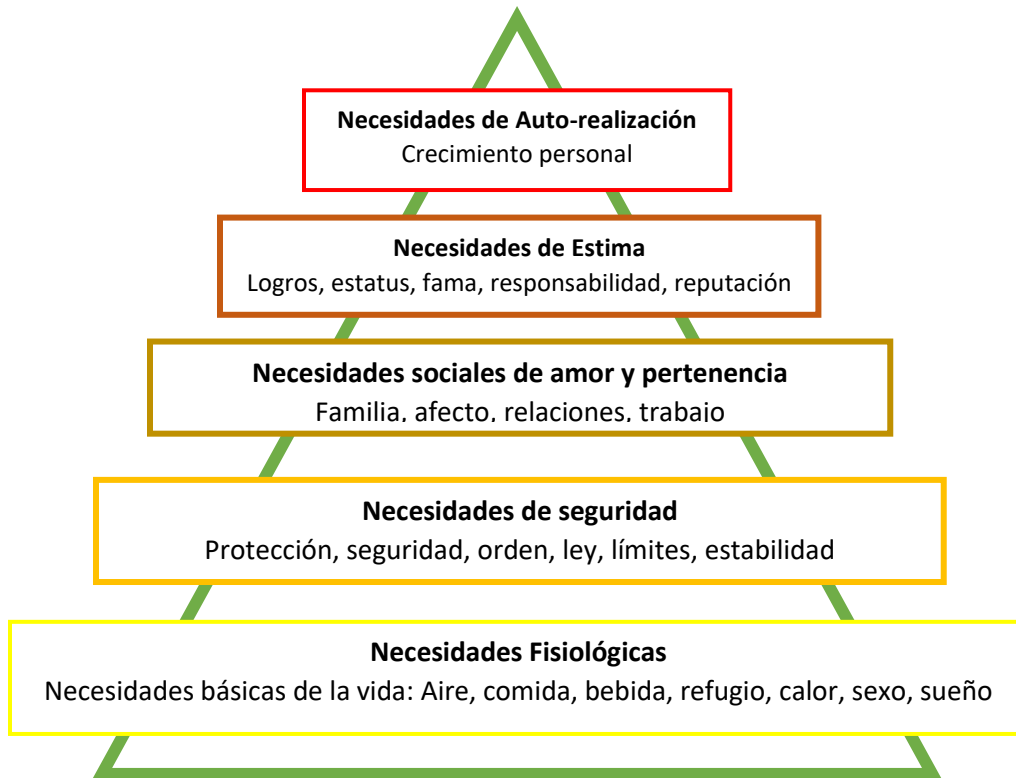 Necesidades de Auto-realización
Crecimiento personal
Necesidades de Estima
Logros, estatus, fama, responsabilidad, reputación
Necesidades sociales de amor y pertenencia
Familia, afecto, relaciones, trabajo
Necesidades de seguridad
Protección, seguridad, orden, ley, límites, estabilidad
Necesidades Fisiológicas
Necesidades básicas de la vida: Aire, comida, bebida, refugio, calor, sexo, sueño